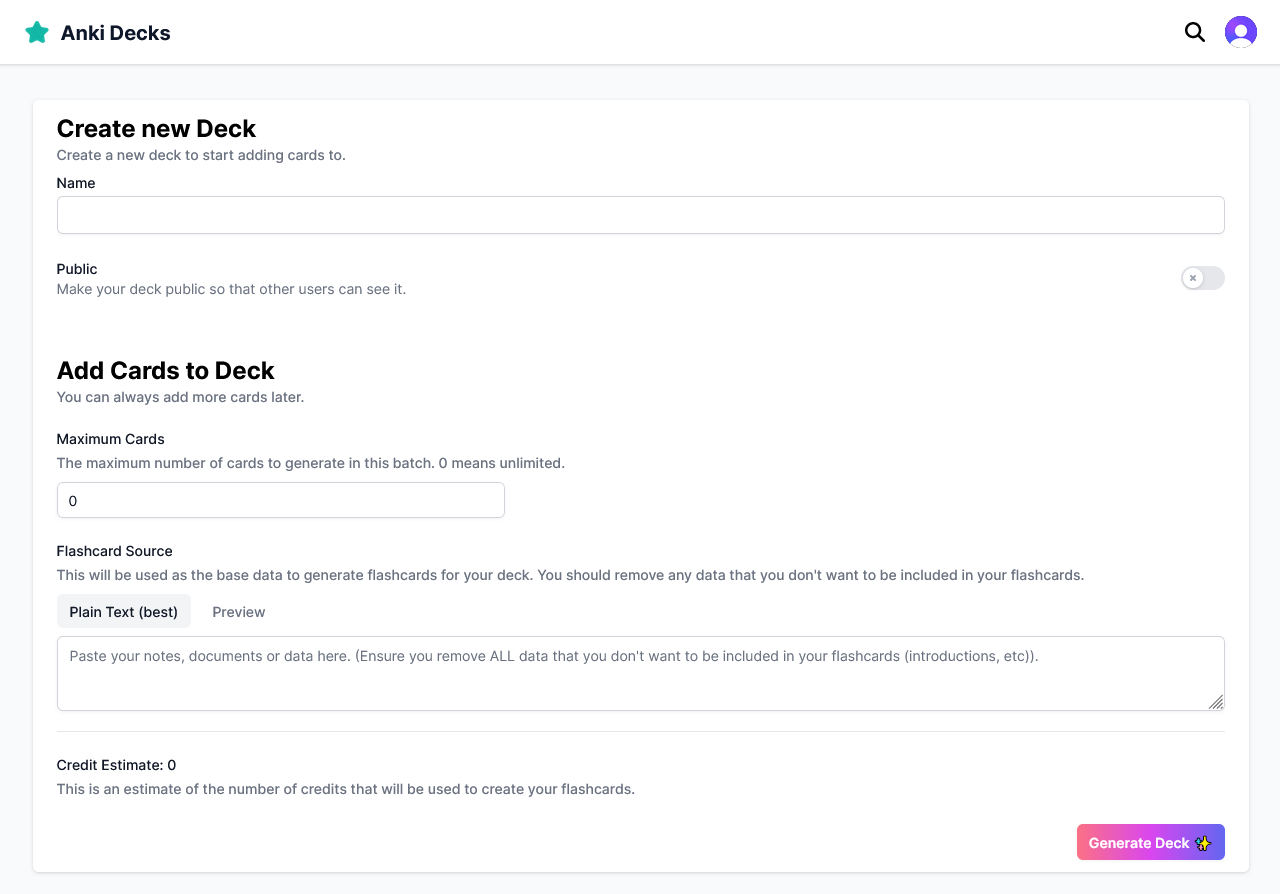 Anki Decks
Create new Deck
Create a new deck to start adding cards to.
Name
Public
Make your deck public so that other users can see it.
Add Cards to Deck
You can always add more cards later.
Maximum Cards
The maximum number of cards to generate in this batch. 0 means unlimited.
0
Flashcard Source
This will be used as the base data to generate flashcards for your deck. You should remove any data that you don't want to be included in your flashcards.
Plain Text (best) Preview
Paste your notes, documents or data here. (Ensure you remove ALL data that you don't want to be included in your flashcards (introductions, etc)).
Credit Estimate: 0
This is an estimate of the number of credits that will be used to create your flashcards.
Generate Deck ✨